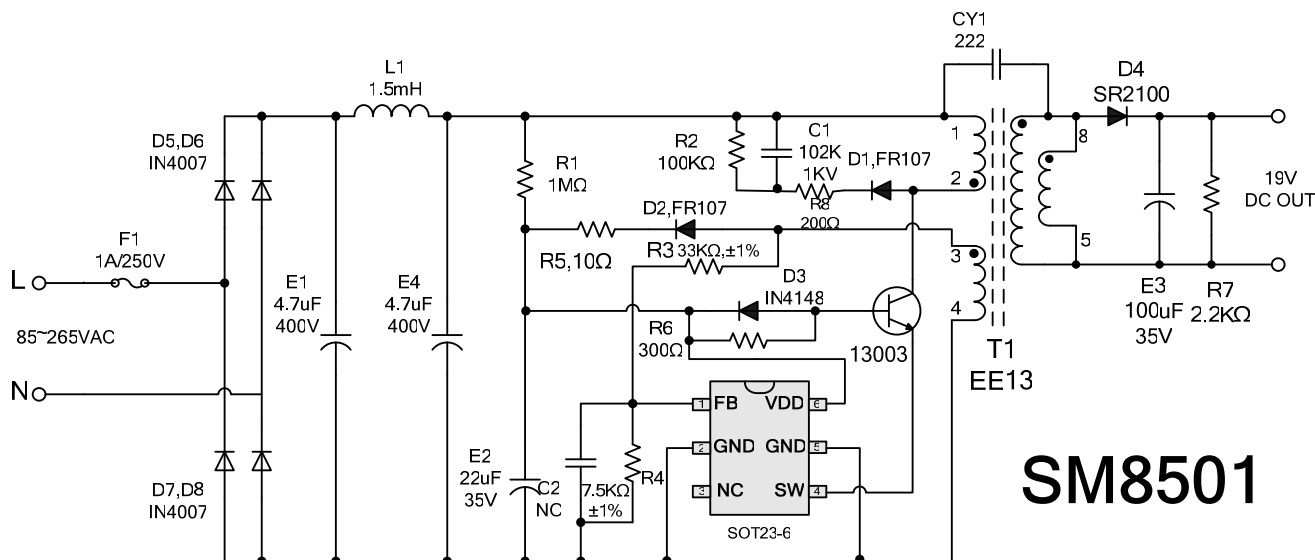 CY1
222
L1
1.5mH
D4
SR2100
D5,D6
IN4007
R2
100KΩ
C1
102K
1KV
D1,FR107
1
8
R1
1MΩ
2
R8
200Ω
19V
DC OUT
D2,FR107
F1
1A/250V
R5,10Ω
R3
33KΩ,±1%
3
5
L
E1
4.7uF
400V
E4
4.7uF
400V
D3
IN4148
4
E3
100uF
35V
R7
2.2KΩ
85~265VAC
R6
300Ω
13003
T1
EE13
N
1
FB
VDD
6
2
GND
GND
5
3
NC
SW
4
E2
22uF
35V
C2
NC
7.5KΩ
±1%
R4
D7,D8
IN4007
SOT23-6
SM8501